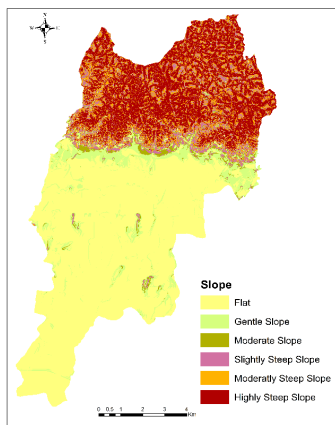 N
W E
S
Slope
Flat
Gentle Slope
Moderate Slope
Slightly Steep Slope
Moderatly Steep Slope
Highly Steep Slope
0 0.5 1 2 3 4
Km